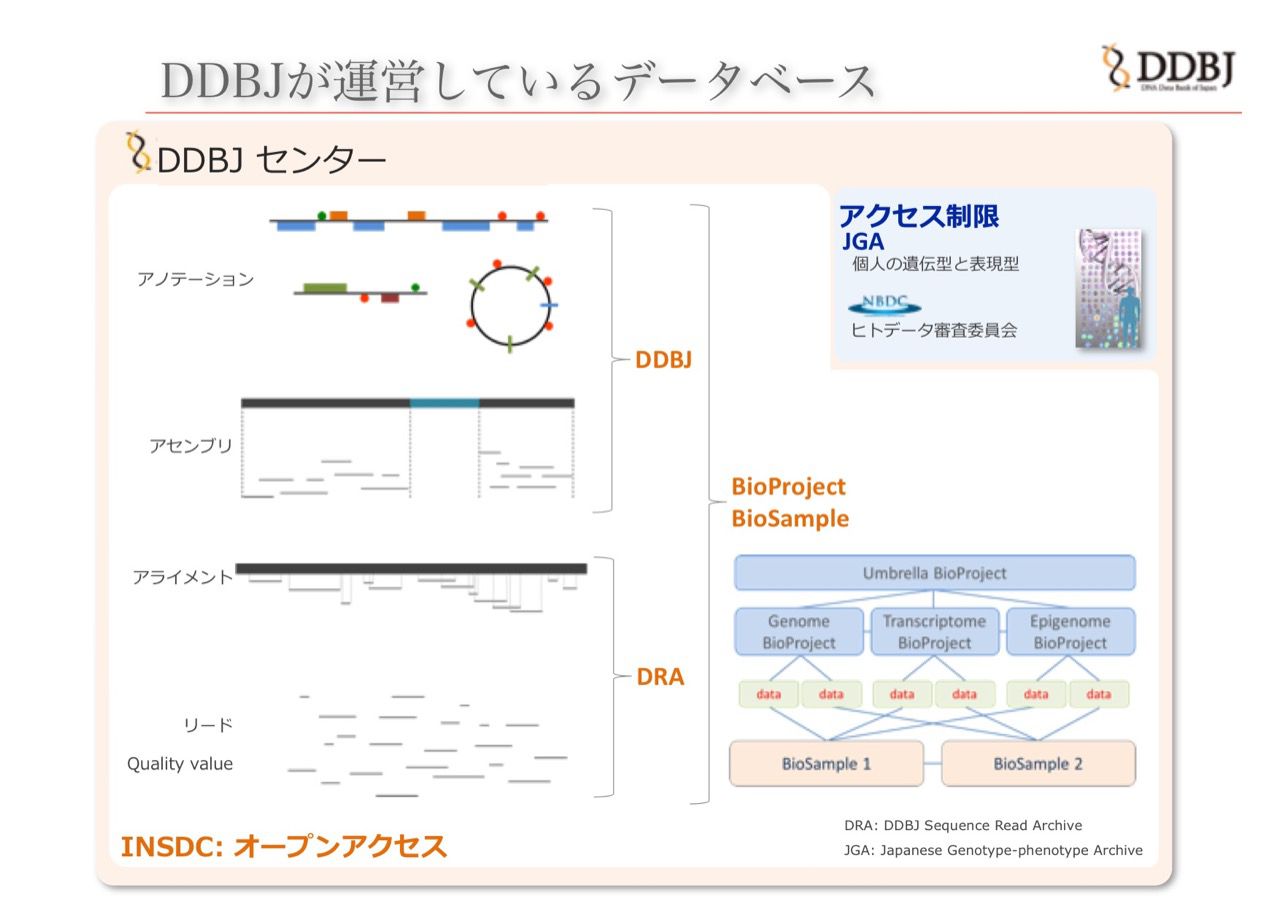 DDBJが運営しているデータベース
DDBJ
DNA Data Bank of Japan
DDBJ センター
アクセス制限
JGA
個人の遺伝型と表現型
NBDC
ヒトデータ審査委員会
アノテーション
DDBJ
アセンブリ
BioProject
BioSample
アライメント
DRA
リード
Quality value
Umbrella BioProject
Genome
BioProject
Transcriptome
BioProject
Epigenome
BioProject
data
data
data
data
data
data
BioSample 1
BioSample 2
INSDC: オープンアクセス
DRA: DDBJ Sequence Read Archive
JGA: Japanese Genotype-phenotype Archive